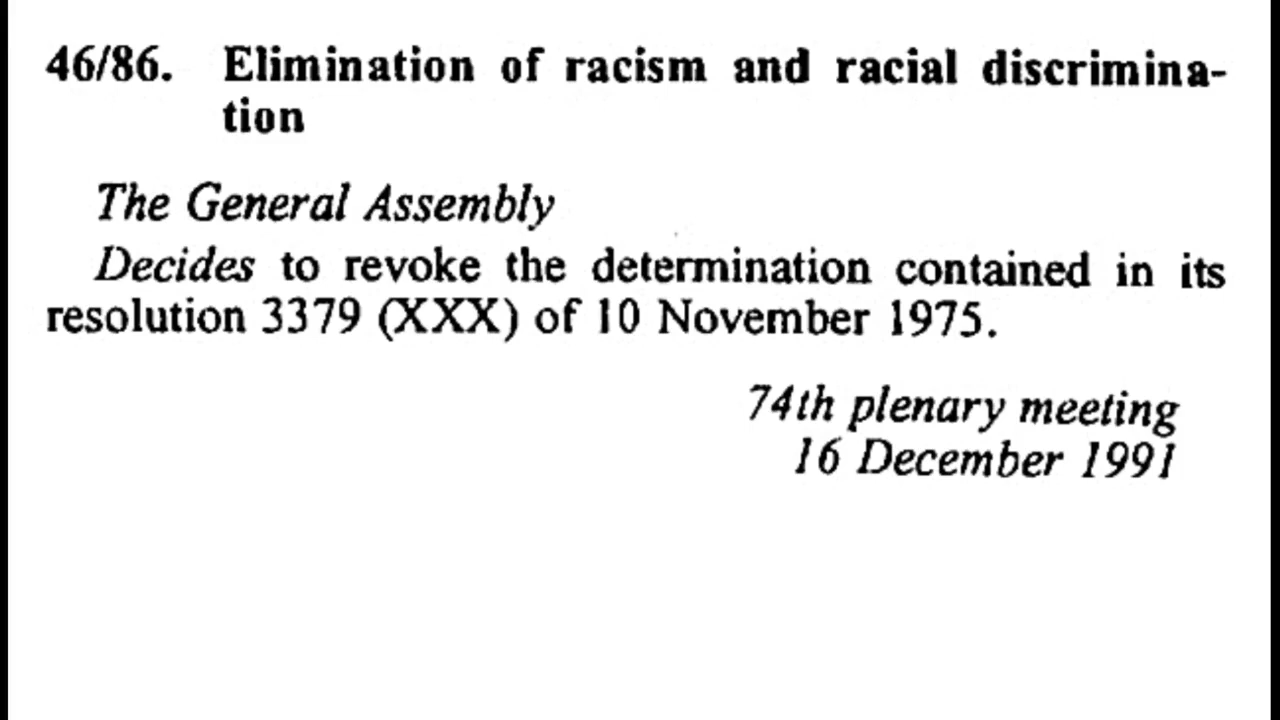 46/86. Elimination of racism and racial discrimina-
tion
The General Assembly
Decides to revoke the determination contained in its
resolution 3379 (XXX) of 10 November 1975.
74th plenary meeting
16 December 1991